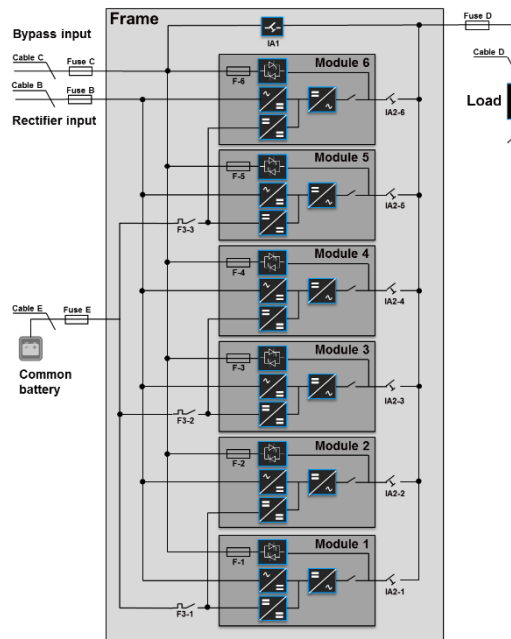 Frame
Bypass input
Cable C
Fuse C
Cable B
Fuse B
Rectifier input
IA1
Fuse D
Cable D
Load
Module 6
F-6
IA2-6
Module 5
F-5
IA2-5
F3-3
Module 4
F-4
IA2-4
Cable E
Fuse E
Common
battery
Module 3
F-3
IA2-3
F3-2
Module 2
F-2
IA2-2
Module 1
F-1
IA2-1
F3-1